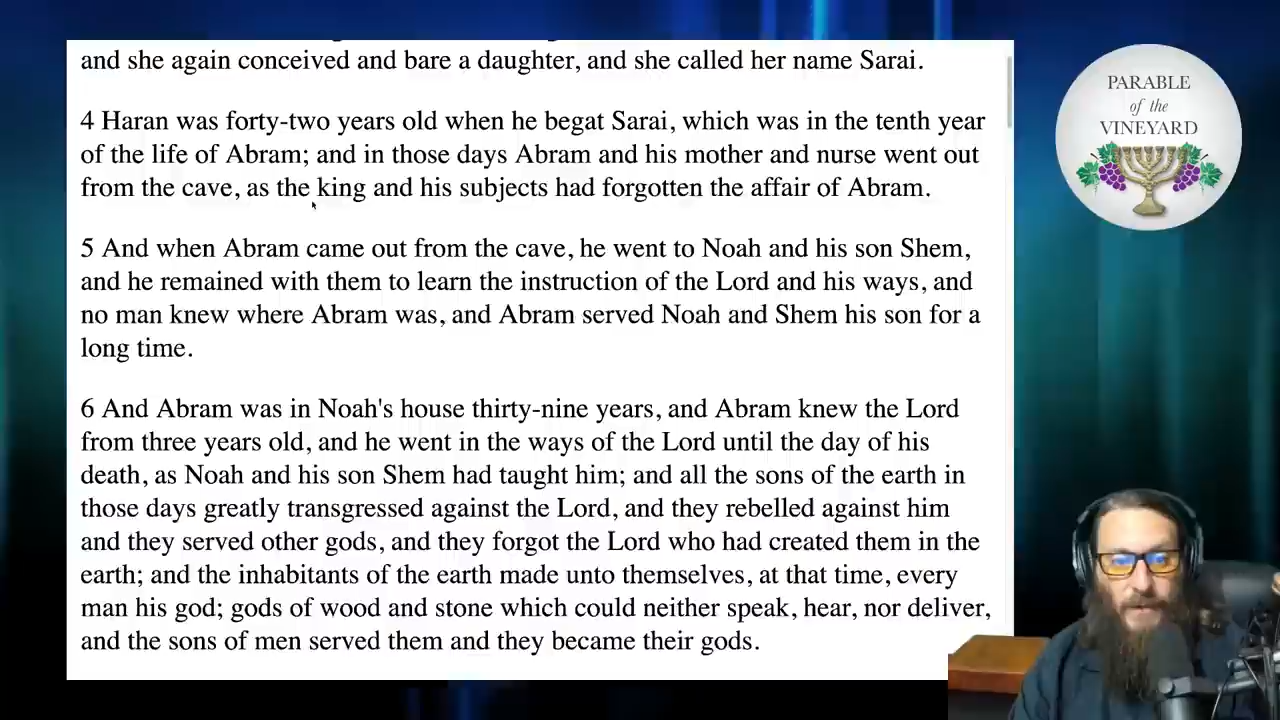 and she again conceived and bare a daughter, and she called her name Sarai.
4 Haran was forty-two years old when he begat Sarai, which was in the tenth year
of the life of Abram; and in those days Abram and his mother and nurse went out
from the cave, as the king and his subjects had forgotten the affair of Abram.
5 And when Abram came out from the cave, he went to Noah and his son Shem,
and he remained with them to learn the instruction of the Lord and his ways, and
no man knew where Abram was, and Abram served Noah and Shem his son for a
long time.
6 And Abram was in Noah's house thirty-nine years, and Abram knew the Lord
from three years old, and he went in the ways of the Lord until the day of his
death, as Noah and his son Shem had taught him; and all the sons of the earth in
those days greatly transgressed against the Lord, and they rebelled against him
and they served other gods, and they forgot the Lord who had created them in the
earth; and the inhabitants of the earth made unto themselves, at that time, every
man his god; gods of wood and stone which could neither speak, hear, nor deliver,
and the sons of men served them and they became their gods.
PARABLE
of the
VINEYARD